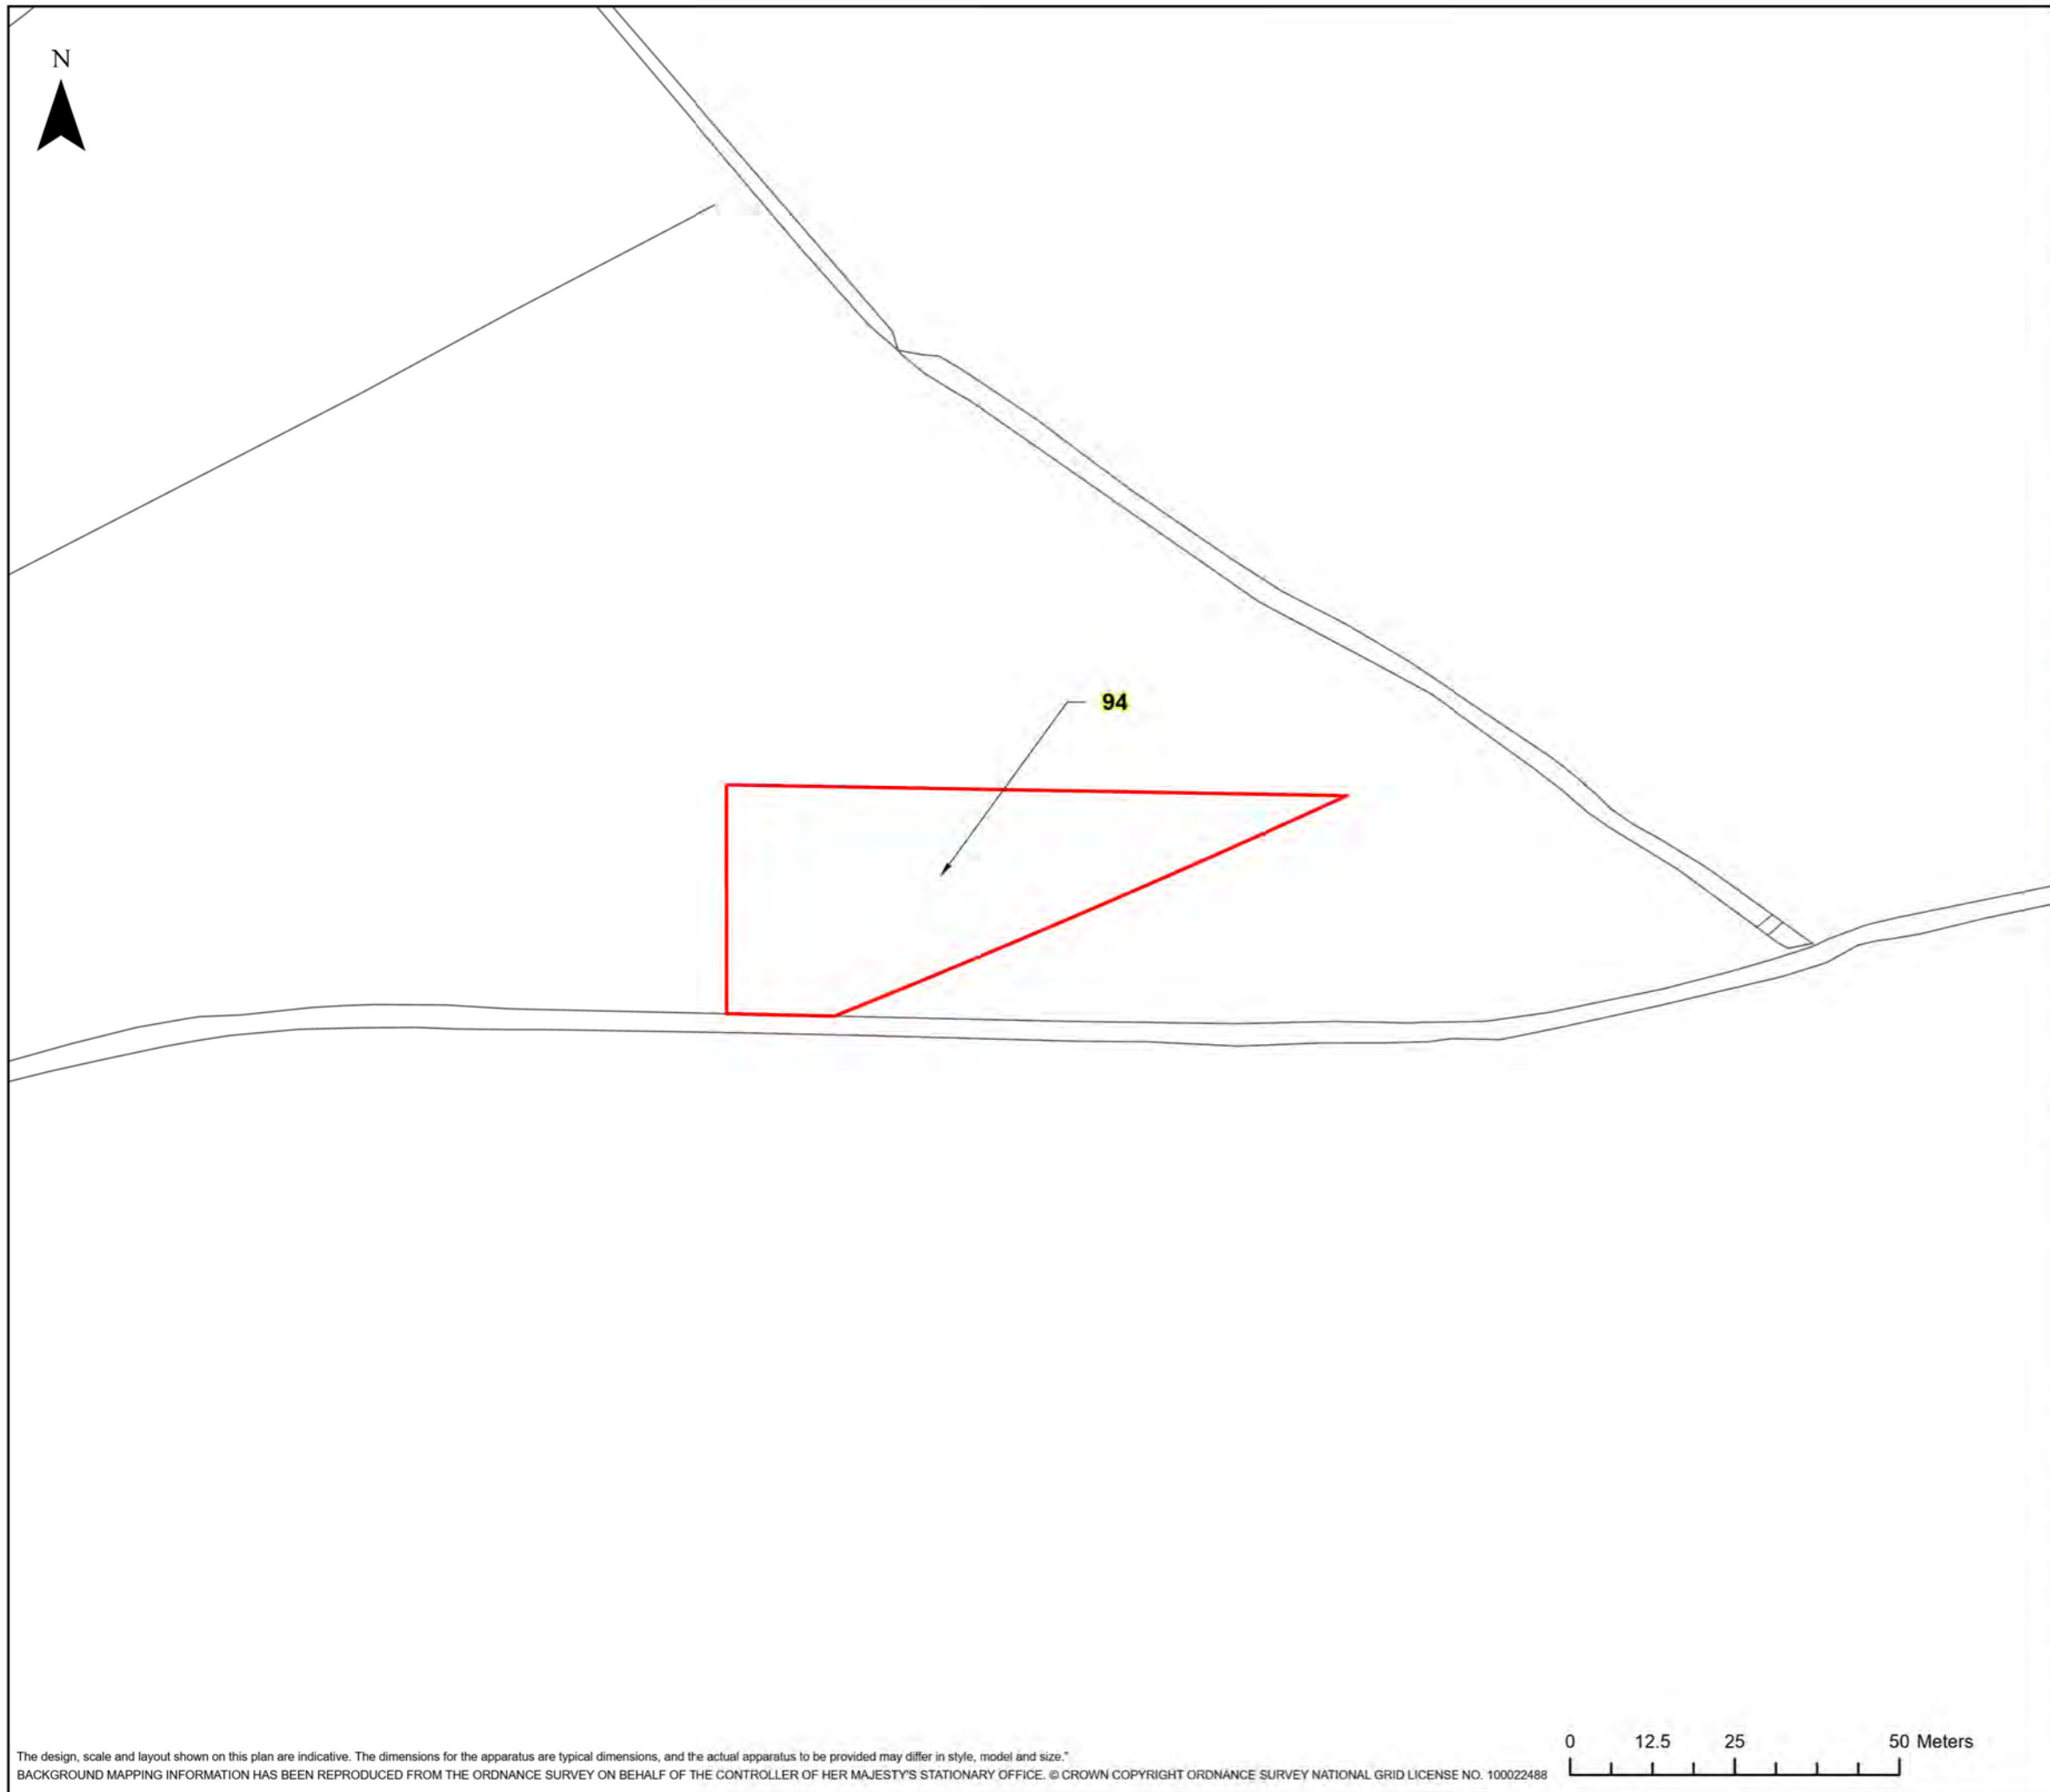 N
94
0 12.5 25 50 Meters
The design, scale and layout shown on this plan are indicative. The dimensions for the apparatus are typical dimensions, and the actual apparatus to be provided may differ in style, model and size."
BACKGROUND MAPPING INFORMATION HAS BEEN REPRODUCED FROM THE ORDNANCE SURVEY ON BEHALF OF THE CONTROLLER OF HER MAJESTY'S STATIONARY OFFICE. © CROWN COPYRIGHT ORDNANCE SURVEY NATIONAL GRID LICENSE NO. 100022488